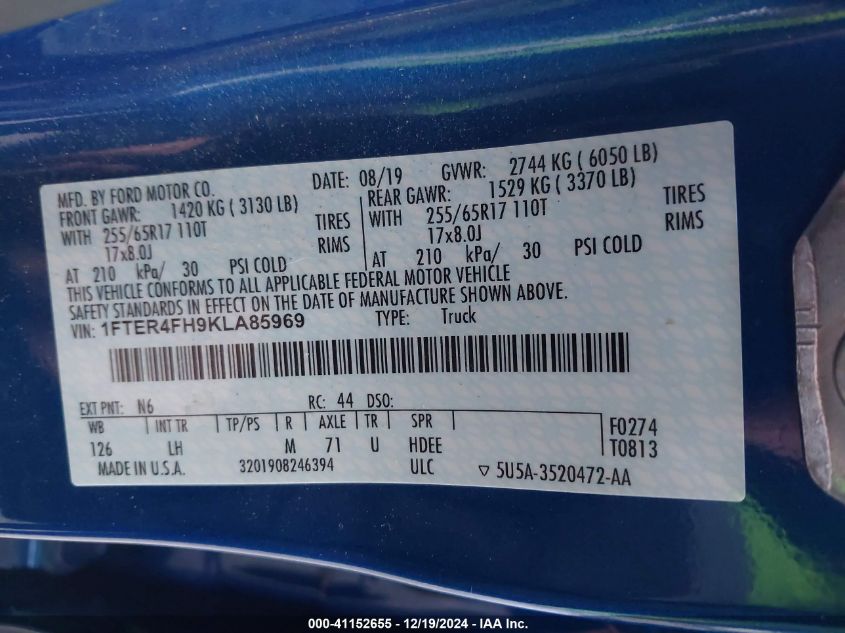 MFD. BY FORD MOTOR CO. DATE: 08/19 GVWR: 2744 KG ( 6050 LB)
FRONT GAWR: 1420 KG ( 3130 LB) REAR GAWR: 1529 KG ( 3370 LB)
WITH 255/65R17 110T TIRES WITH 255/65R17 110T TIRES
17x8.0J RIMS 17x8.0J RIMS
AT 210 kPa/ 30 PSI COLD AT 210 kPa/ 30 PSI COLD
THIS VEHICLE CONFORMS TO ALL APPLICABLE FEDERAL MOTOR VEHICLE
SAFETY STANDARDS IN EFFECT ON THE DATE OF MANUFACTURE SHOWN ABOVE.
VIN: 1FTER4FH9KLA85969 TYPE: Truck
EXT PNT: N6 RC: 44 DSO:
WB INT TR TP/PS R AXLE TR SPR F0274
126 LH M 71 U HDEE T0813
MADE IN U.S.A. 3201908246394 ULC ▽ 5U5A-3520472-AA
000-41152655 - 12/19/2024 - IAA Inc.